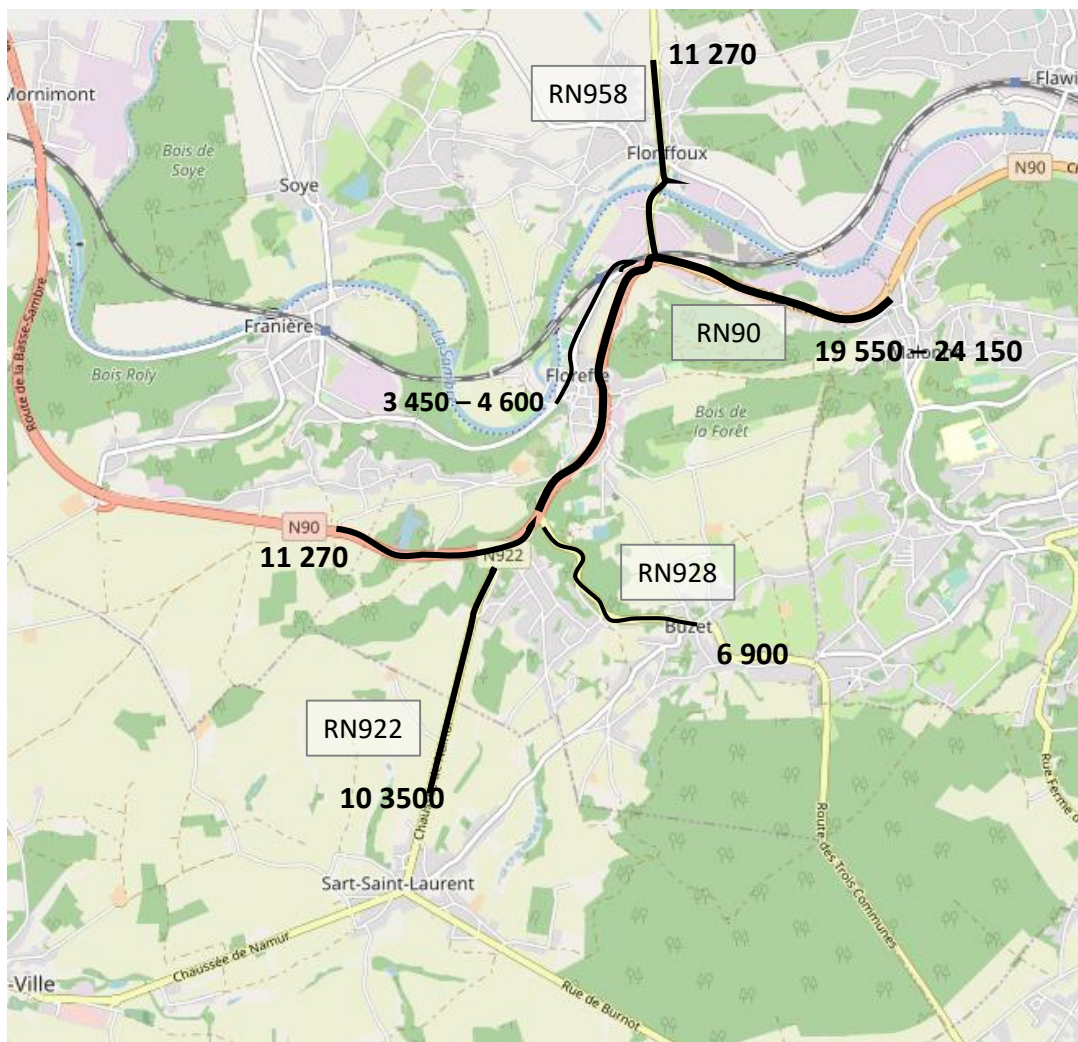 11 270
RN958
Flawi
Mornimont
Floriffoux
Bois de
Soye
N90
Soye
Route de la Basse-Sambre
Franière
La Sambre
RN90
19 550 – 24 150
Bois Roly
Floreffe
3 450 – 4 600
Bois de
la Forêt
N90
11 270
N922
RN928
Buzet
6 900
RN922
10 3500
Route des Trois Communes
Sart-Saint-Laurent
Chaussée de Namur
-Ville
Rue de Burnot